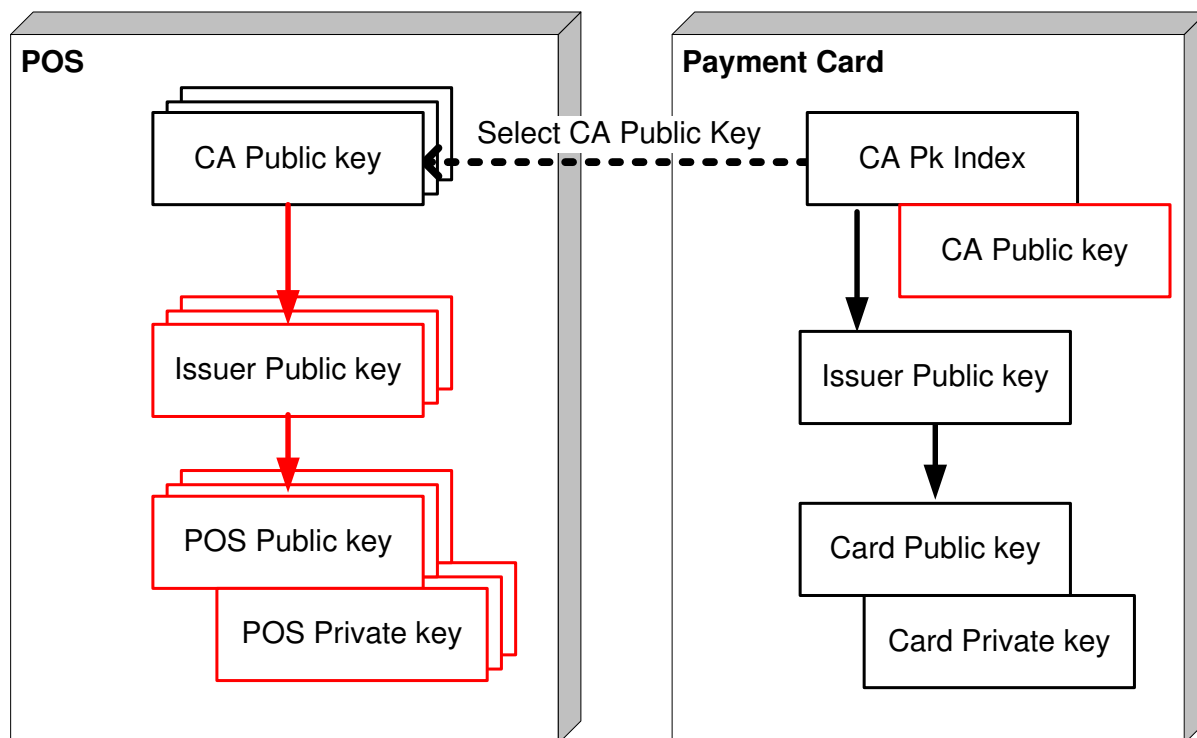 POS
CA Public key
Issuer Public key
POS Public key
POS Private key
Select CA Public Key
Payment Card
CA Pk Index
CA Public key
Issuer Public key
Card Public key
Card Private key